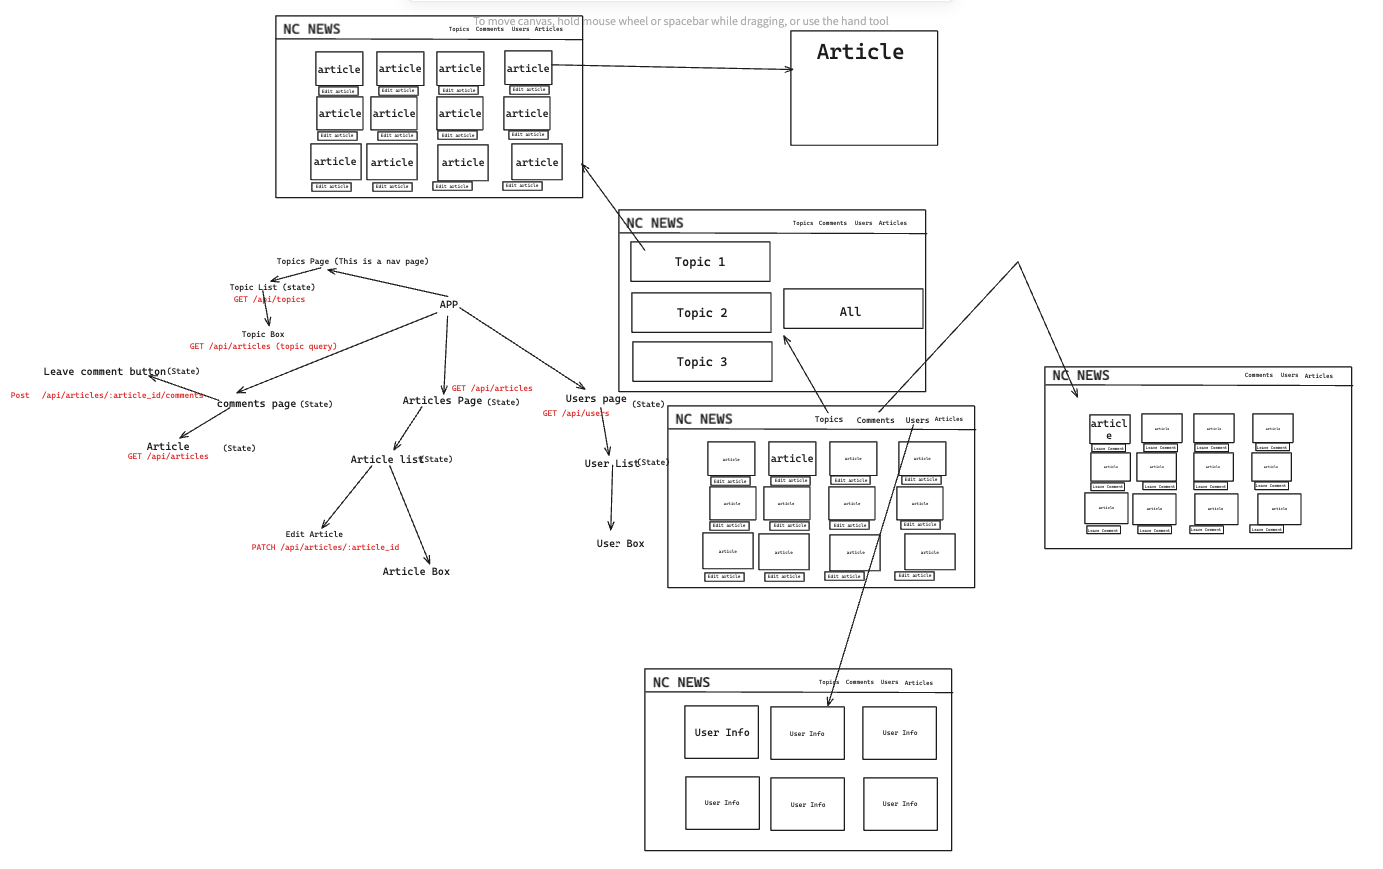 To move canvas, hold mouse wheel or spacebar while dragging, or use the hand tool
NC NEWS
Topics Comments Users Articles
article article article article
Edit article Edit article Edit article Edit article
article article article article
Edit article Edit article Edit article Edit article
article article article article
Edit article Edit article Edit article Edit article
Article
NC NEWS
Topics Comments Users Articles
Topic 1
Topic 2
Topic 3
All
Topics Page (This is a nav page)
Topic List (state)
GET /api/topics
Topic Box
GET /api/articles (topic query)
APP
Leave comment button (State)
Post /api/articles/:article_id/comments
comments page (State)
Article (State)
GET /api/articles
GET /api/articles
Articles Page (State)
Article list (State)
Edit Article
PATCH /api/articles/:article_id
Article Box
Users page (State)
GET /api/users
User List (State)
User Box
NC NEWS
Topics Comments Users Articles
article article article article
Edit article Edit article Edit article Edit article
article article article article
Edit article Edit article Edit article Edit article
article article article article
Edit article Edit article Edit article Edit article
NC NEWS
Comments Users Articles
articl
e
article article article
Leave Comment Leave Comment Leave Comment Leave Comment
article article article article
Leave Comment Leave Comment Leave Comment Leave Comment
article article article article
Leave Comment Leave Comment Leave Comment Leave Comment
NC NEWS
Topics Comments Users Articles
User Info User Info User Info
User Info User Info User Info